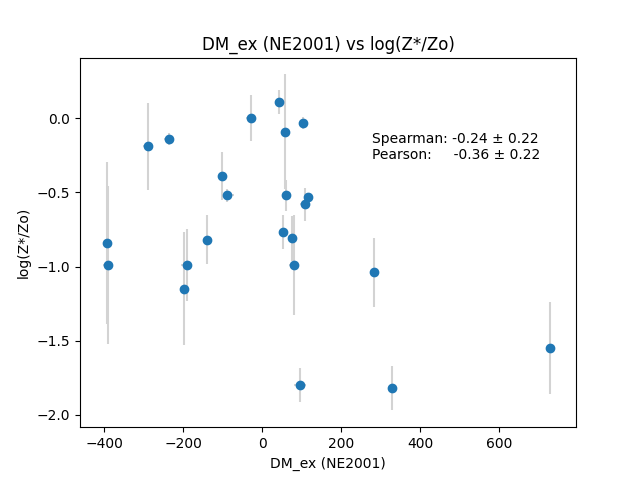 DM_ex (NE2001) vs log(Z*/Zo)
0.0
−0.5
−1.0
−1.5
−2.0
log(Z*/Zo)
Spearman: -0.24 ± 0.22
Pearson: -0.36 ± 0.22
−400 −200 0 200 400 600
DM_ex (NE2001)